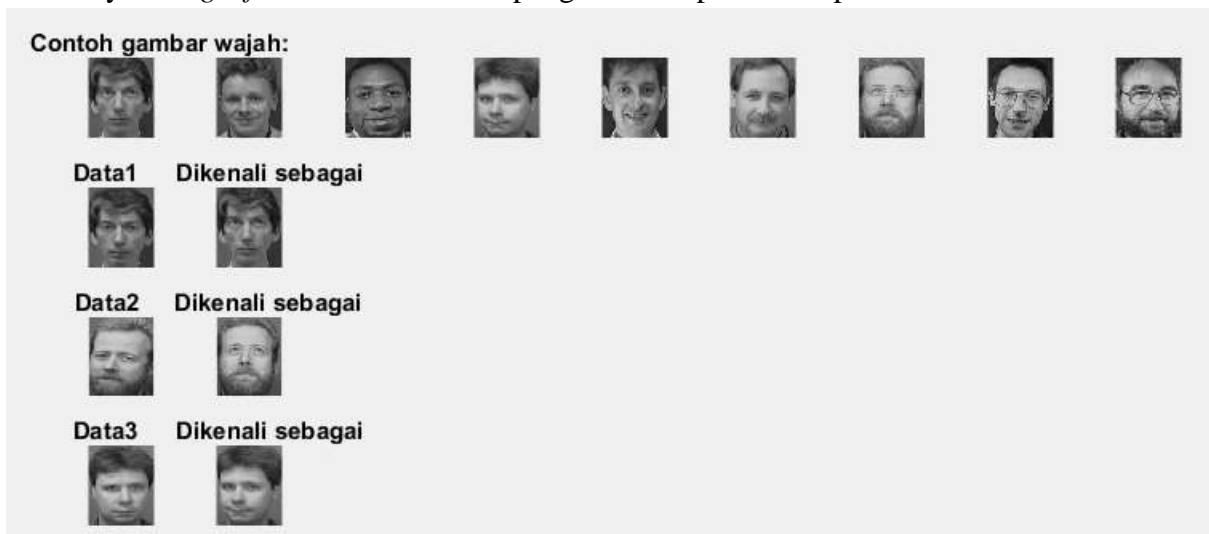 Contoh gambar wajah:
Data1 Dikenali sebagai
Data2 Dikenali sebagai
Data3 Dikenali sebagai